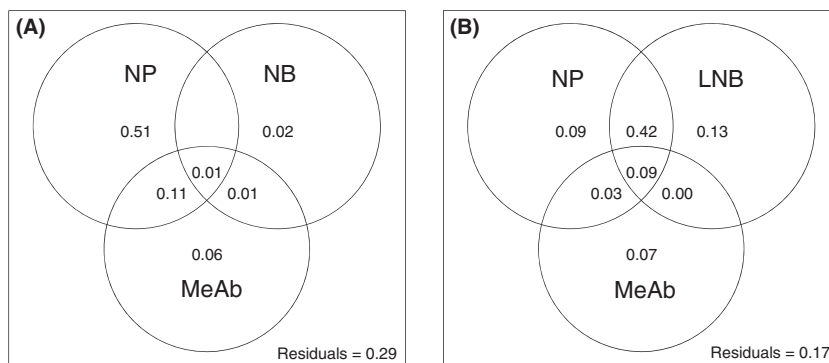 (A)
NP NB
0.51 0.02
0.01
0.11 0.01
0.06
MeAb
Residuals = 0.29
(B)
NP LNB
0.09 0.42 0.13
0.09
0.03 0.00
0.07
MeAb
Residuals = 0.17